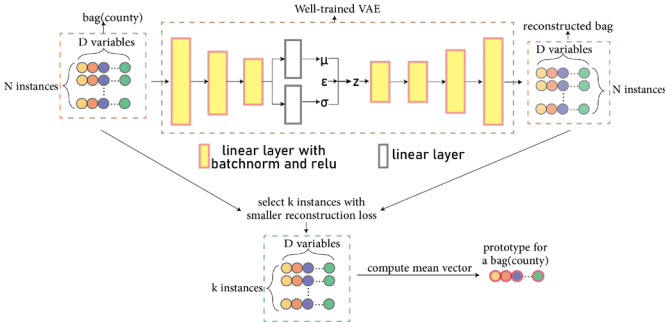 Well-trained VAE
bag(county)
reconstructed bag
D variables
D variables
N instances
N instances
μ
ε
z
σ
linear layer with
batchnorm and relu
linear layer
select k instances with
smaller reconstruction loss
D variables
k instances
compute mean vector
prototype for
a bag(county)